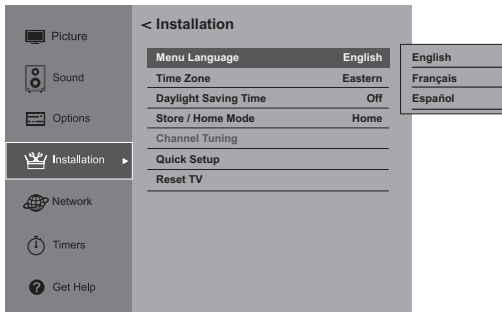 Picture
Sound
Options
Installation
Network
Timers
Get Help
< Installation
Menu Language English
Time Zone Eastern
Daylight Saving Time Off
Store / Home Mode Home
Channel Tuning
Quick Setup
Reset TV
English
Français
Español